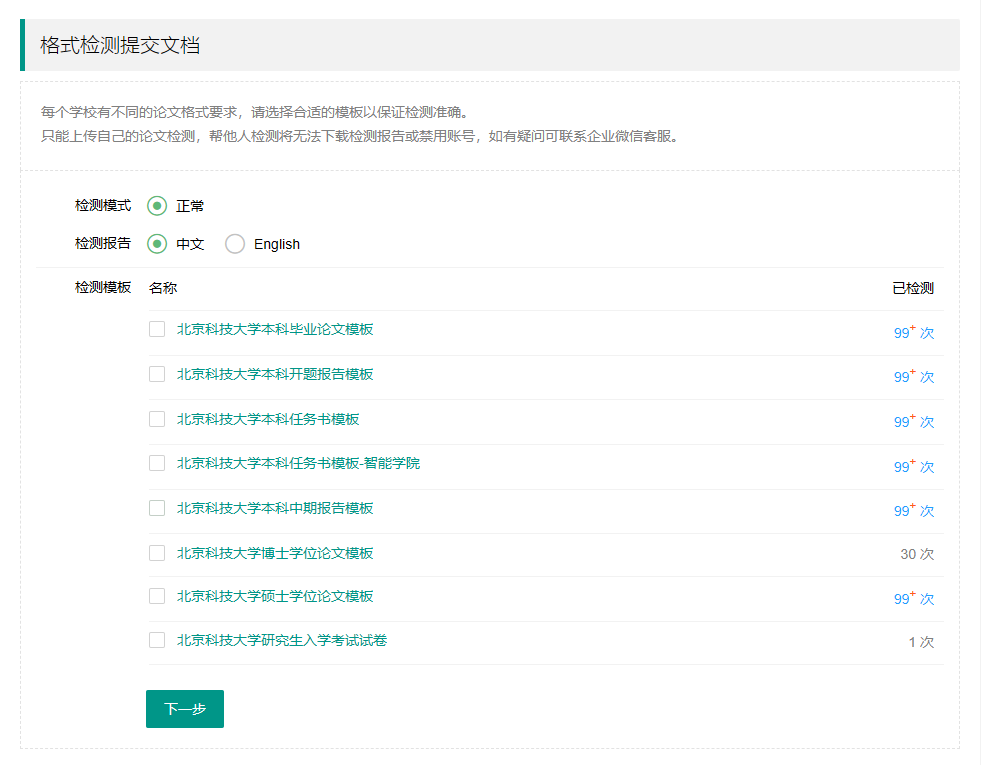 格式检测提交文档
每个学校有不同的论文格式要求，请选择合适的模板以保证检测准确。
只能上传自己的论文检测，帮他人检测将无法下载检测报告或禁用账号，如有疑问可联系企业微信客服。
检测模式 正常
检测报告 中文 English
检测模板 名称 已检测
北京科技大学本科毕业论文模板 99+ 次
北京科技大学本科开题报告模板 99+ 次
北京科技大学本科任务书模板 99+ 次
北京科技大学本科任务书模板-智能学院 99+ 次
北京科技大学本科中期报告模板 99+ 次
北京科技大学博士学位论文模板 30 次
北京科技大学硕士学位论文模板 99+ 次
北京科技大学研究生入学考试试卷 1 次
下一步